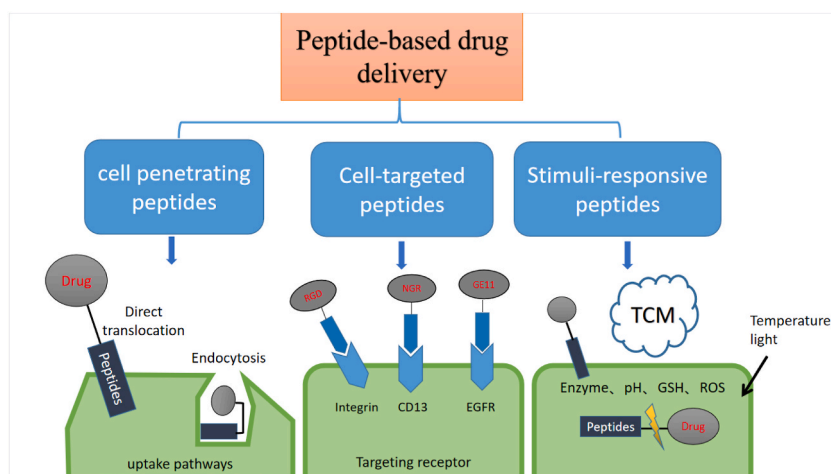 Peptide-based drug
delivery
cell penetrating
peptides
Cell-targeted
peptides
Stimuli-responsive
peptides
Drug
Direct
translocation
Peptides
Endocytosis
uptake pathways
RGD
NGR
GE11
Integrin
CD13
EGFR
Targeting receptor
TCM
Temperature
light
Enzyme、pH、GSH、ROS
Peptides
Drug